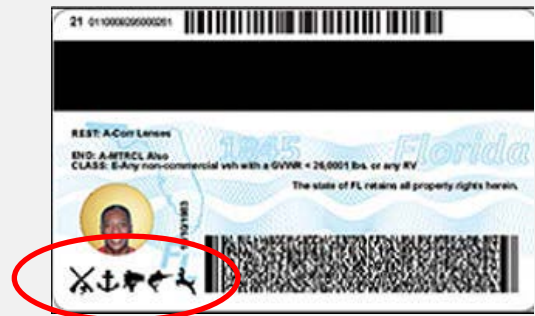 21 0110008295000261
REST: A-Corr Lenses
1845 Florida
END: A-MTRCL Also
CLASS: E-Any non-commercial veh with a GVWR < 26,0001 lbs. or any RV
The state of FL retains all property rights herein.